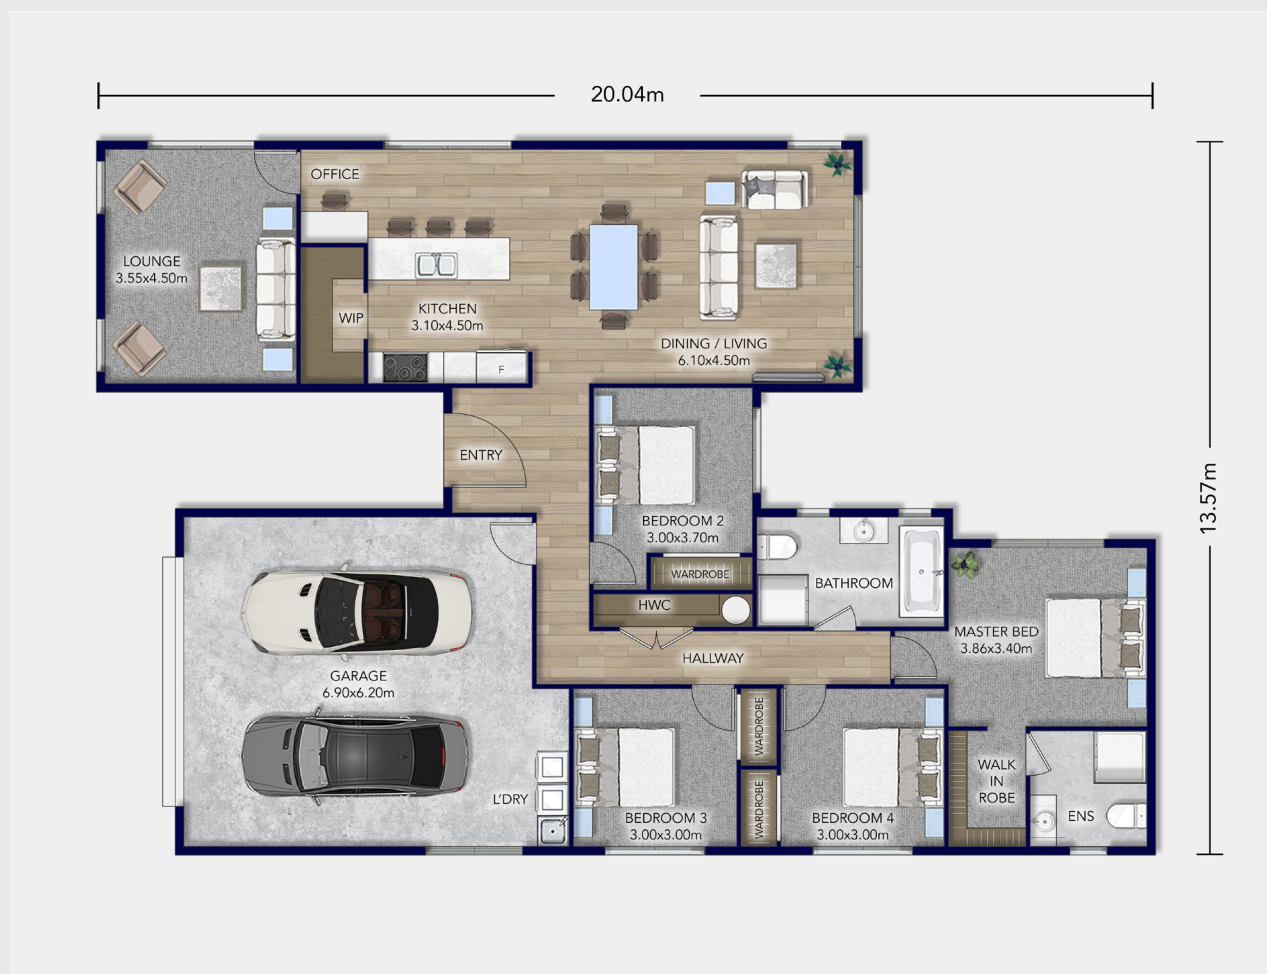 20.04m
OFFICE
LOUNGE
3.55x4.50m
WIP
KITCHEN
3.10x4.50m
DINING / LIVING
6.10x4.50m
F
ENTRY
13.57m
BEDROOM 2
3.00x3.70m
WARDROBE
BATHROOM
HWC
MASTER BED
3.86x3.40m
HALLWAY
GARAGE
6.90x6.20m
WARDROBE
WARDROBE
L'DRY
BEDROOM 3
3.00x3.00m
BEDROOM 4
3.00x3.00m
WALK
IN
ROBE
ENS